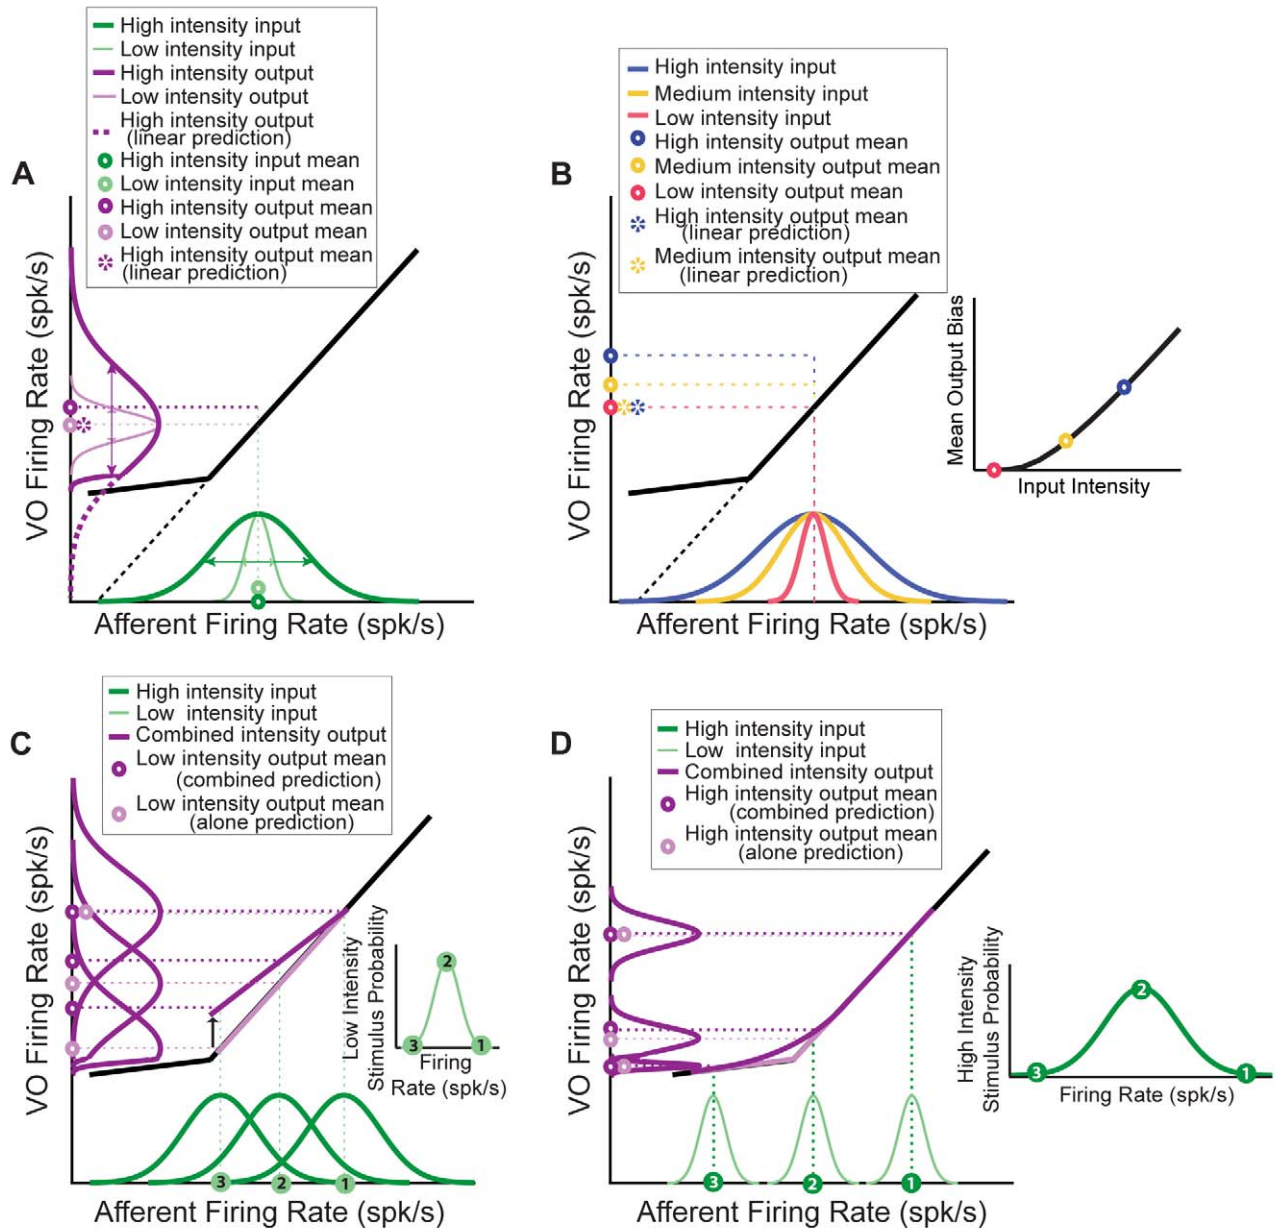 A
High intensity input
Low intensity input
High intensity output
Low intensity output
High intensity output
(linear prediction)
High intensity input mean
Low intensity input mean
High intensity output mean
Low intensity output mean
High intensity output mean
(linear prediction)
VO Firing Rate (spk/s)
Afferent Firing Rate (spk/s)
B
High intensity input
Medium intensity input
Low intensity input
High intensity output mean
Medium intensity output mean
Low intensity output mean
High intensity output mean
(linear prediction)
Medium intensity output mean
(linear prediction)
VO Firing Rate (spk/s)
Afferent Firing Rate (spk/s)
Mean Output Bias
Input Intensity
C
High intensity input
Low intensity input
Combined intensity output
Low intensity output mean
(combined prediction)
Low intensity output mean
(alone prediction)
VO Firing Rate (spk/s)
3
2
1
Afferent Firing Rate (spk/s)
Low Intensity
Stimulus Probability
2
3
1
Firing
Rate (spk/s)
D
High intensity input
Low intensity input
Combined intensity output
High intensity output mean
(combined prediction)
High intensity output mean
(alone prediction)
VO Firing Rate (spk/s)
3
2
1
Afferent Firing Rate (spk/s)
High Intensity
Stimulus Probability
2
3
1
Firing Rate (spk/s)